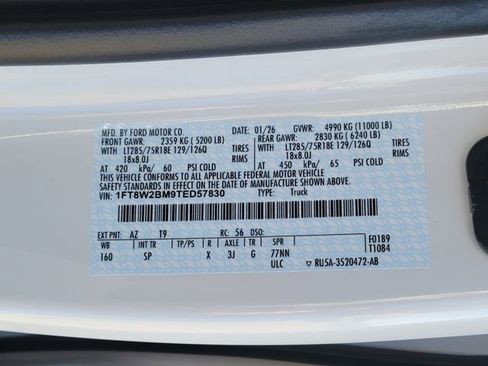 MFD. BY FORD MOTOR CO.
01/26 GVWR: 4990 KG (11000 LB)
FRONT GAWR: 2359 KG (5200 LB) REAR GAWR: 2830 KG (6240 LB)
WITH LT285/75R18E 129/126Q TIRES WITH LT285/75R18E 129/126Q TIRES
18x8.0J RIMS 18x8.0J RIMS
AT 420 kPa/ 60 PSI COLD AT 450 kPa/ 65 PSI COLD
THIS VEHICLE CONFORMS TO ALL APPLICABLE FEDERAL MOTOR VEHICLE
SAFETY STANDARDS IN EFFECT ON THE DATE OF MANUFACTURE SHOWN ABOVE.
VIN: 1FT8W2BM9TED57830 TYPE: Truck
EXT PNT: AZ T9 RC: 56 DSO:
WB INT TR TP/PS R AXLE TR SPR
160 SP X 3J G 77NN
ULC
F0189
T1084
RU5A-3520472-AB